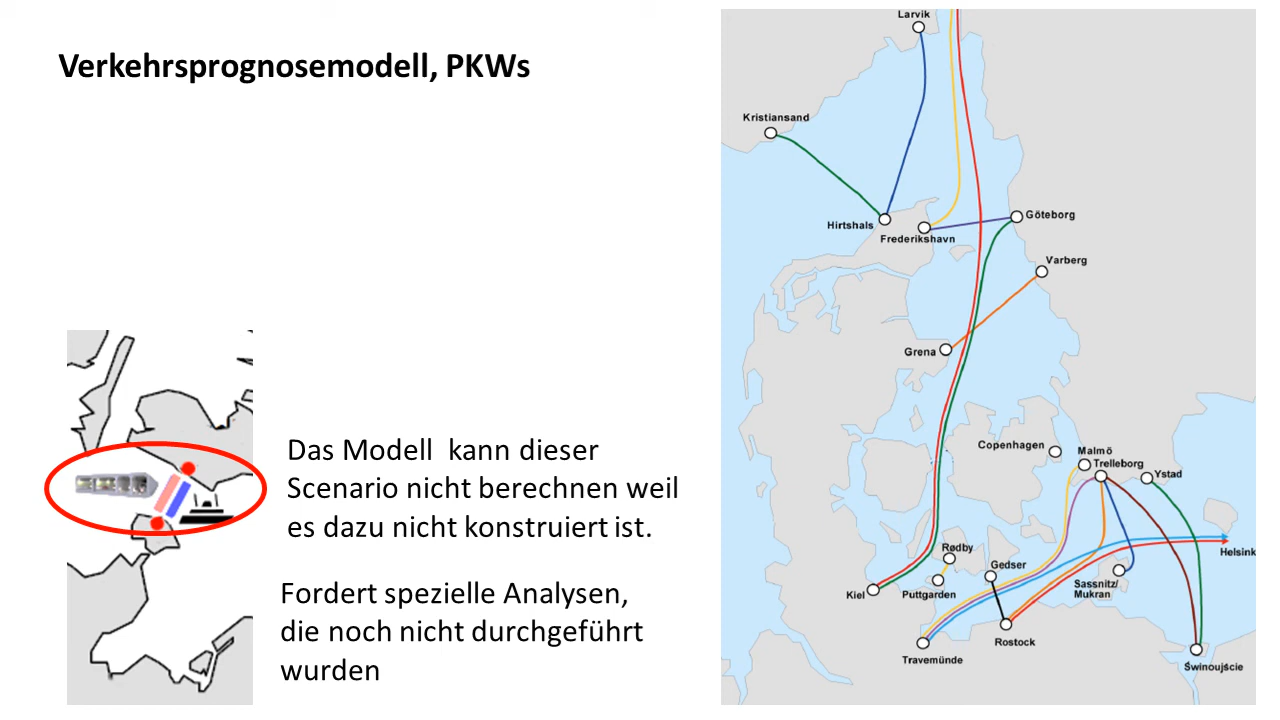 Verkehrsprognosemodell, PKWs
Das Modell kann dieser
Scenario nicht berechnen weil
es dazu nicht konstruiert ist.
Fordert spezielle Analysen,
die noch nicht durchgeführt
wurden
Larvik
Kristiansand
Hirtshals
Göteborg
Frederikshavn
Varberg
Grena
Copenhagen
Malmö
Trelleborg
Ystad
Helsink
Rødby
Gedser
Sassnitz/
Mukran
Kiel
Puttgarden
Rostock
Travemünde
Świnoujście